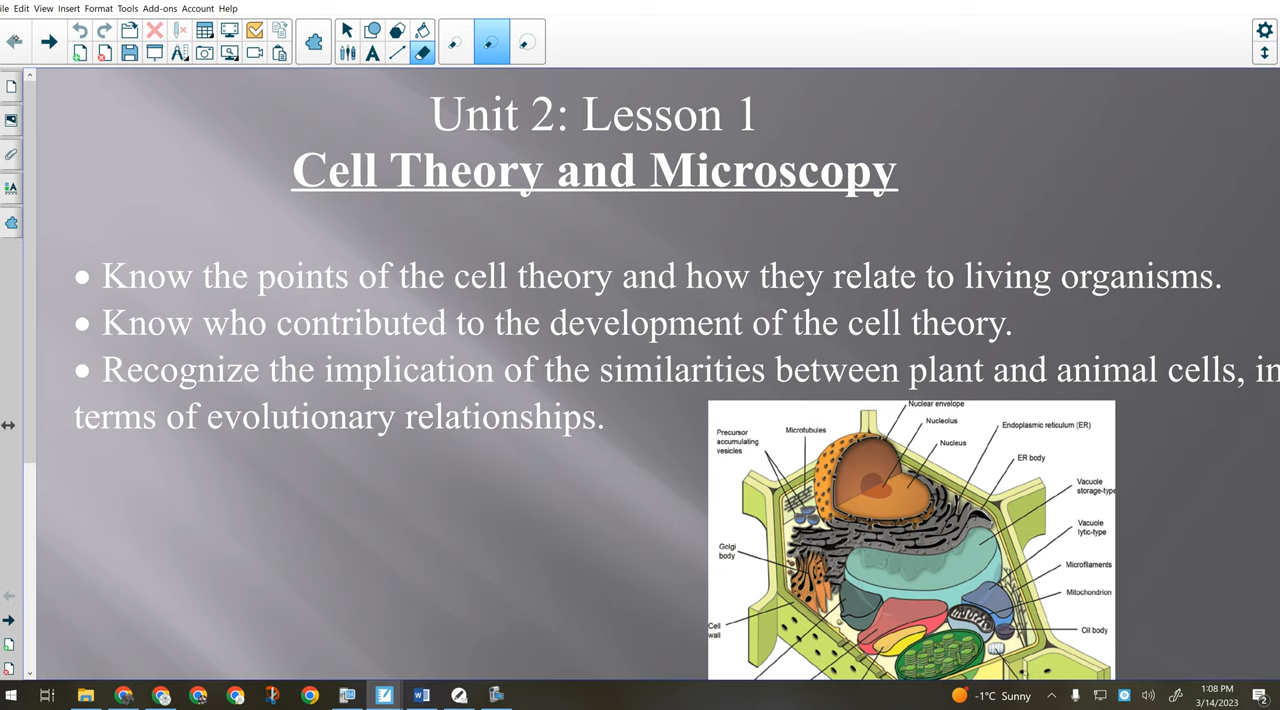 ile Edit View Insert Format Tools Add-ons Account Help
Unit 2: Lesson 1
Cell Theory and Microscopy
• Know the points of the cell theory and how they relate to living organisms.
• Know who contributed to the development of the cell theory.
• Recognize the implication of the similarities between plant and animal cells, in
terms of evolutionary relationships.
Nuclear envelope
Nucleolus
Nucleus
Endoplasmic reticulum (ER)
ER body
Precursor
accumulating
vesicles
Microtubules
Vacuole
storage-type
Vacuole
lytic-type
Golgi
body
Microfilaments
Mitochondrion
Cell
wall
Oil body
-1°C Sunny
1:08 PM
3/14/2023
2